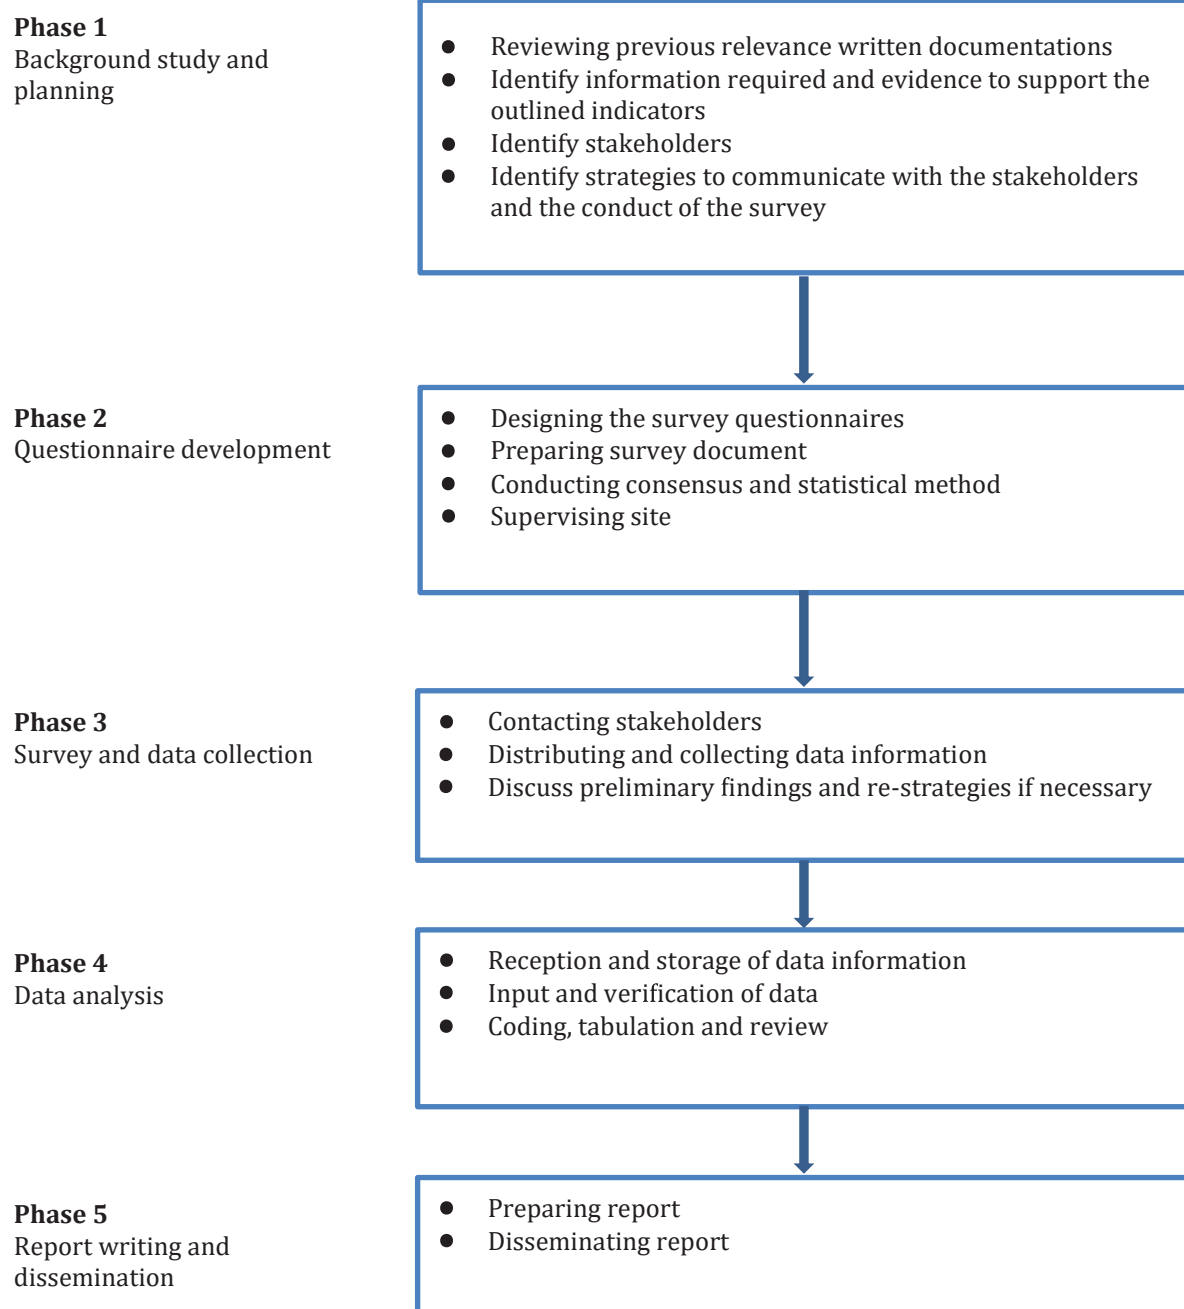 Phase 1
Background study and
planning
● Reviewing previous relevance written documentations
● Identify information required and evidence to support the
outlined indicators
● Identify stakeholders
● Identify strategies to communicate with the stakeholders
and the conduct of the survey
Phase 2
Questionnaire development
● Designing the survey questionnaires
● Preparing survey document
● Conducting consensus and statistical method
● Supervising site
Phase 3
Survey and data collection
● Contacting stakeholders
● Distributing and collecting data information
● Discuss preliminary findings and re-strategies if necessary
Phase 4
Data analysis
● Reception and storage of data information
● Input and verification of data
● Coding, tabulation and review
Phase 5
Report writing and
dissemination
● Preparing report
● Disseminating report